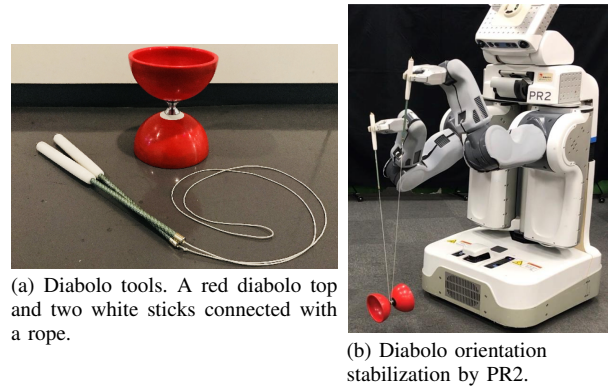 PR2
(a) Diabolo tools. A red diabolo top
and two white sticks connected with
a rope.
(b) Diabolo orientation
stabilization by PR2.